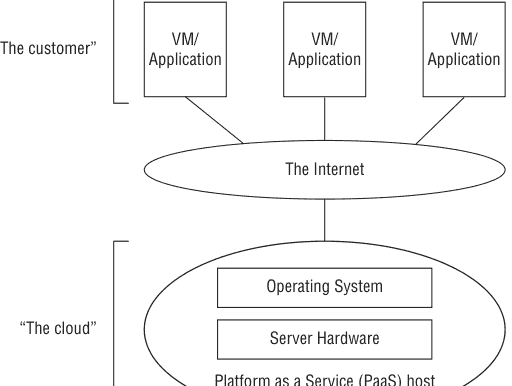 The customer”
VM/
Application
VM/
Application
VM/
Application
The Internet
“The cloud”
Operating System
Server Hardware
Platform as a Service (PaaS) host